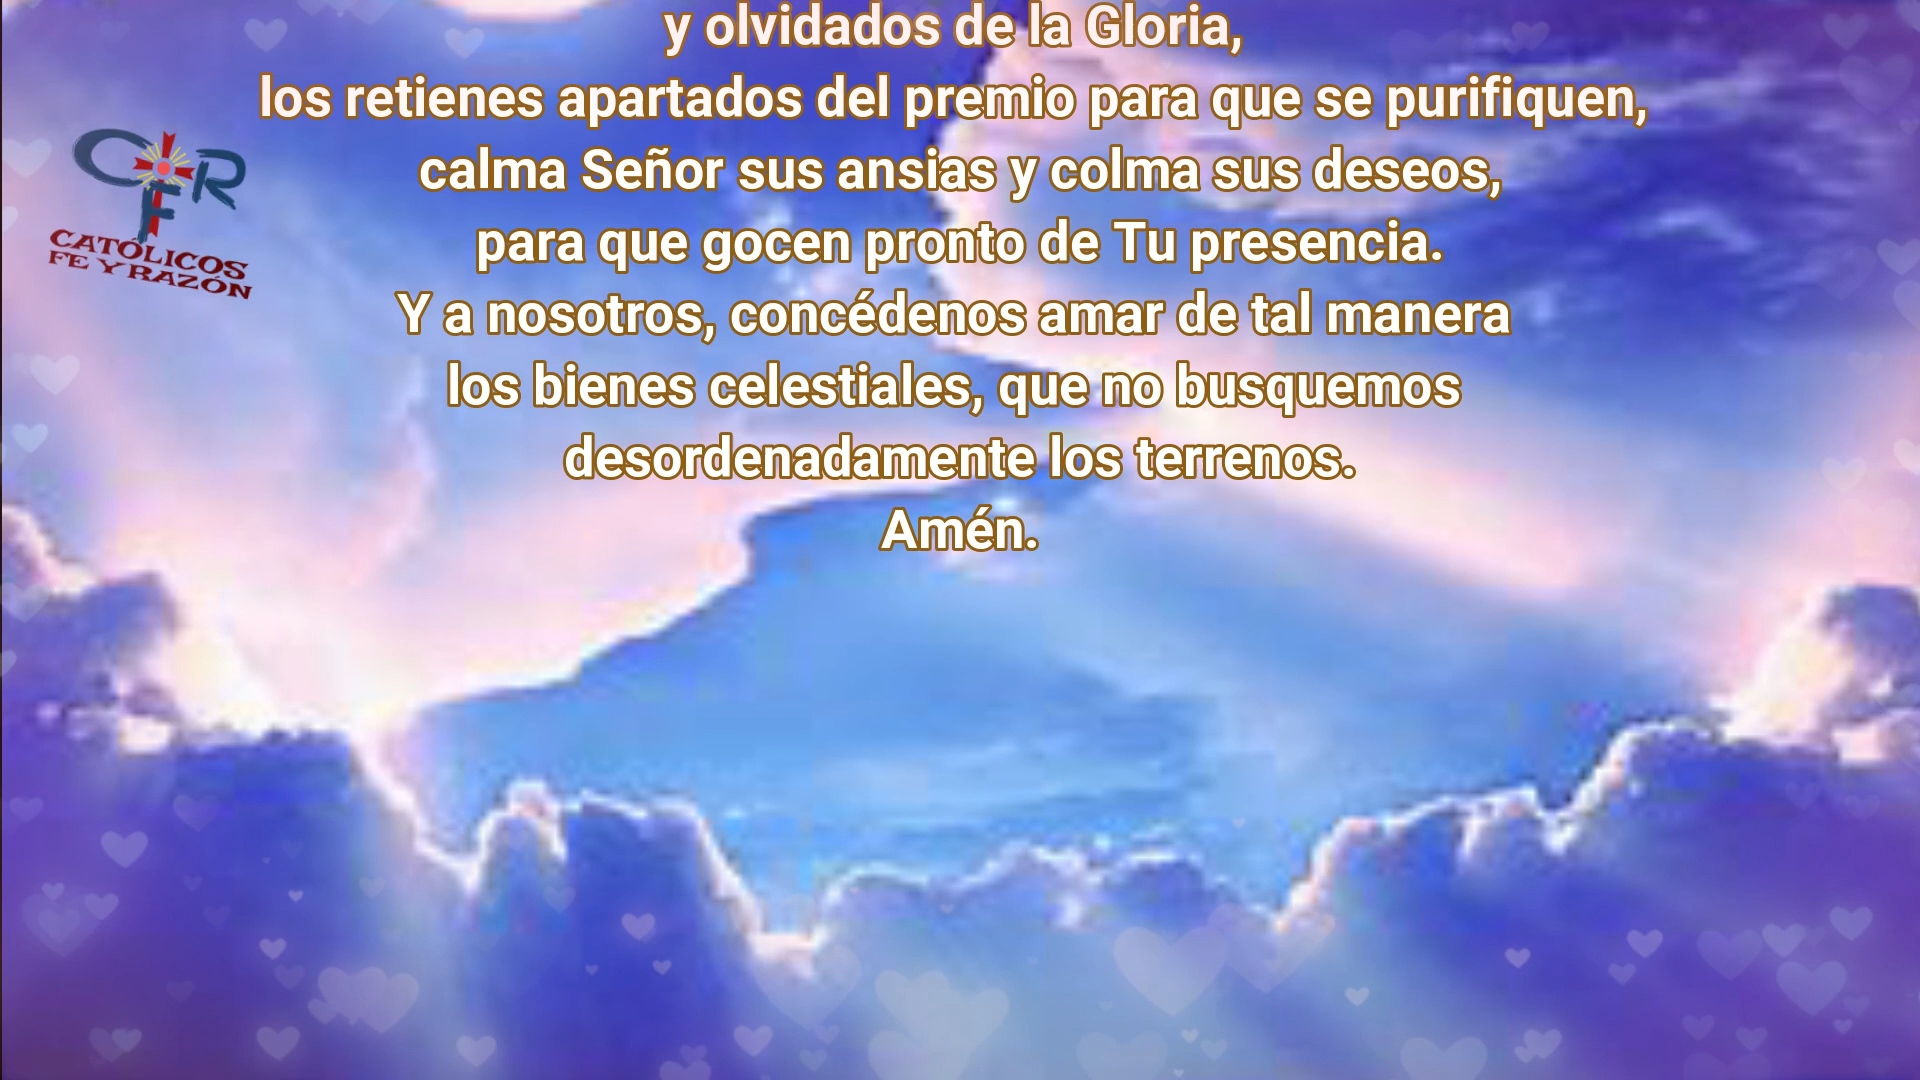 y olvidados de la Gloria,
los retienes apartados del premio para que se purifiquen,
calma Señor sus ansias y colma sus deseos,
para que gocen pronto de Tu presencia.
Y a nosotros, concédenos amar de tal manera
los bienes celestiales, que no busquemos
desordenadamente los terrenos.
Amén.
CFR
CATÓLICOS
FE Y RAZÓN